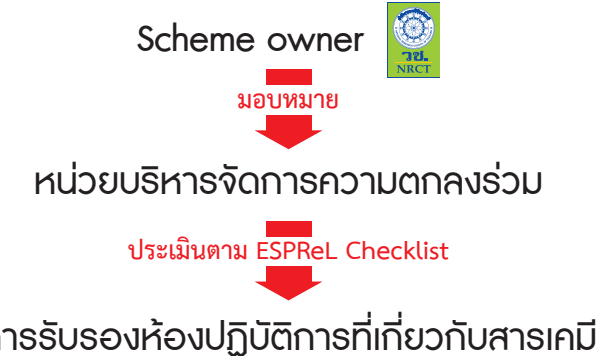 Scheme owner
วช.
NRCT
มอบหมาย
หน่วยบริหารจัดการความตกลงร่วม
ประเมินตาม ESPReL Checklist
การรับรองห้องปฏิบัติการที่เกี่ยวกับสารเคมี